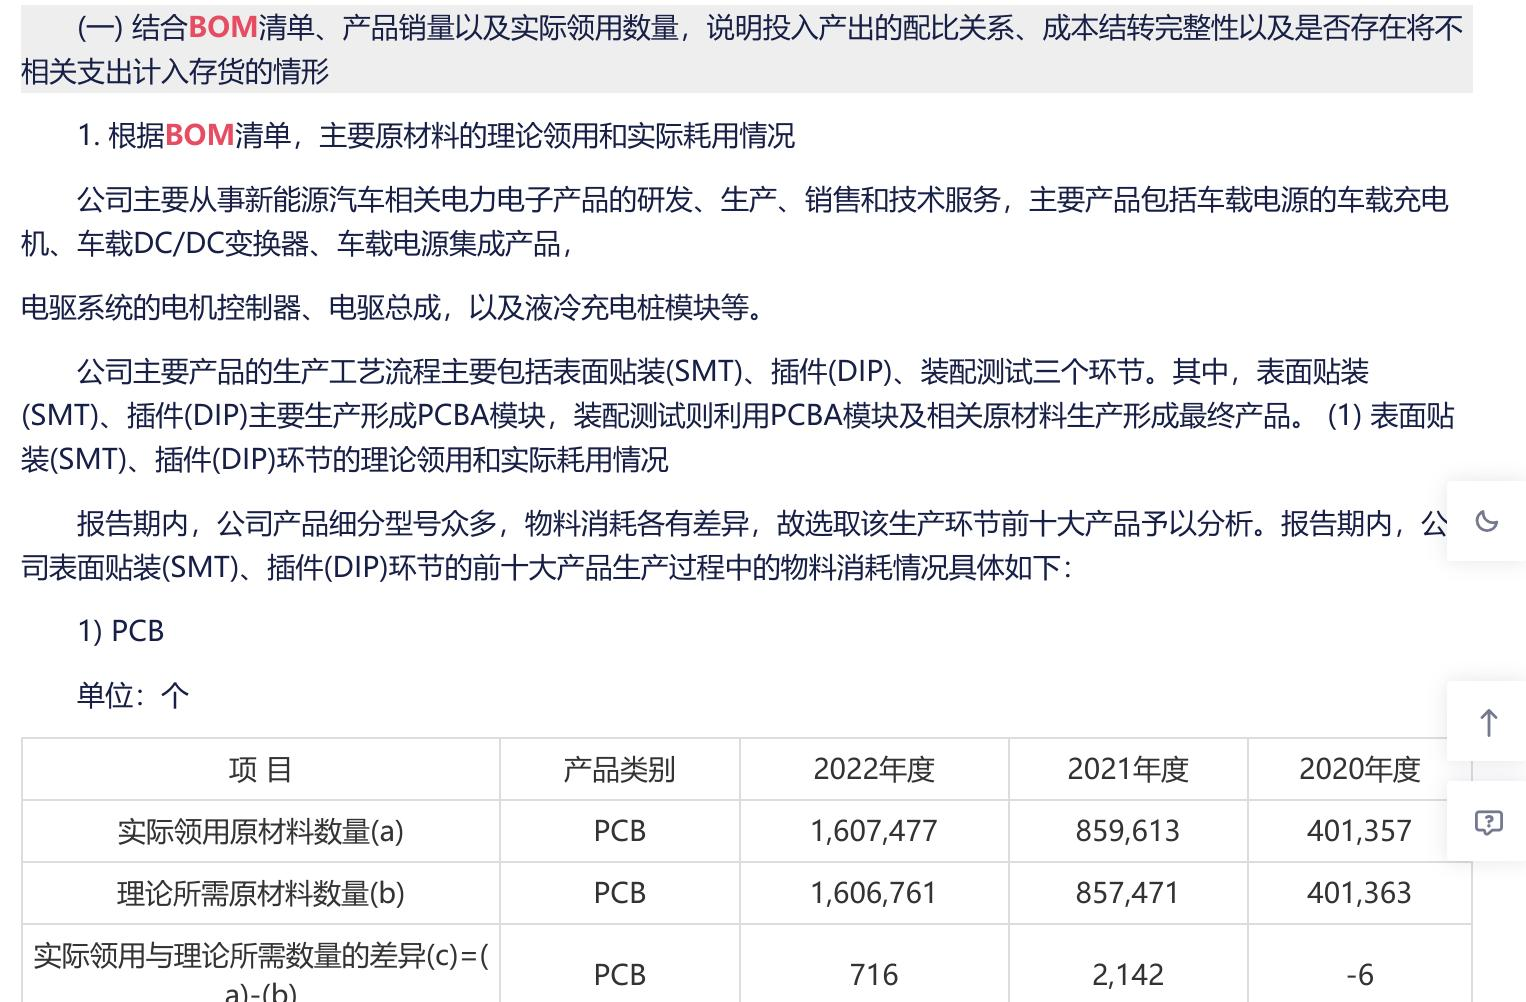 (一) 结合BOM清单、产品销量以及实际领用数量，说明投入产出的配比关系、成本结转完整性以及是否存在将不
相关支出计入存货的情形
1. 根据BOM清单，主要原材料的理论领用和实际耗用情况
公司主要从事新能源汽车相关电力电子产品的研发、生产、销售和技术服务，主要产品包括车载电源的车载充电
机、车载DC/DC变换器、车载电源集成产品，
电驱系统的电机控制器、电驱总成，以及液冷充电桩模块等。
公司主要产品的生产工艺流程主要包括表面贴装(SMT)、插件(DIP)、装配测试三个环节。其中，表面贴装
(SMT)、插件(DIP)主要生产形成PCBA模块，装配测试则利用PCBA模块及相关原材料生产形成最终产品。 (1) 表面贴
装(SMT)、插件(DIP)环节的理论领用和实际耗用情况
报告期内，公司产品细分型号众多，物料消耗各有差异，故选取该生产环节前十大产品予以分析。报告期内，公
司表面贴装(SMT)、插件(DIP)环节的前十大产品生产过程中的物料消耗情况具体如下：
1) PCB
单位：个
项 目 产品类别 2022年度 2021年度 2020年度
实际领用原材料数量(a) PCB 1,607,477 859,613 401,357
理论所需原材料数量(b) PCB 1,606,761 857,471 401,363
实际领用与理论所需数量的差异(c)=(
a)-(b) PCB 716 2,142 -6